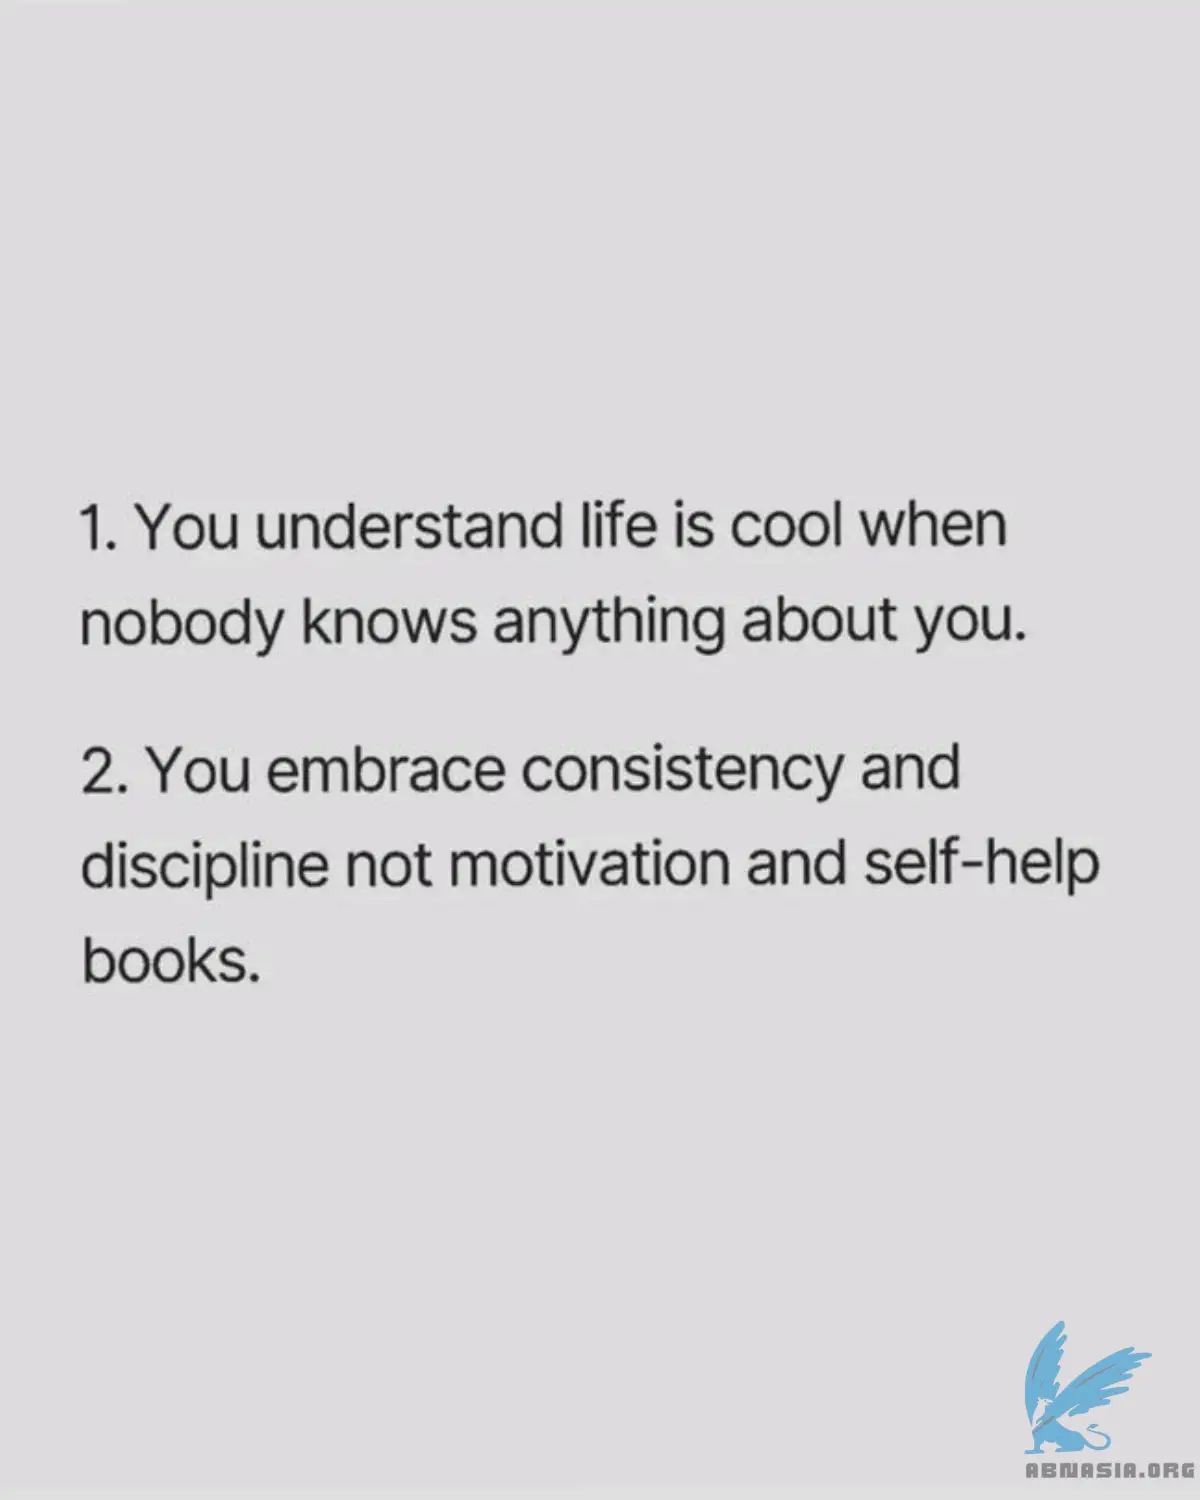 1. You understand life is cool when
nobody knows anything about you.
2. You embrace consistency and
discipline not motivation and self-help
books.
ABNASIA.ORG